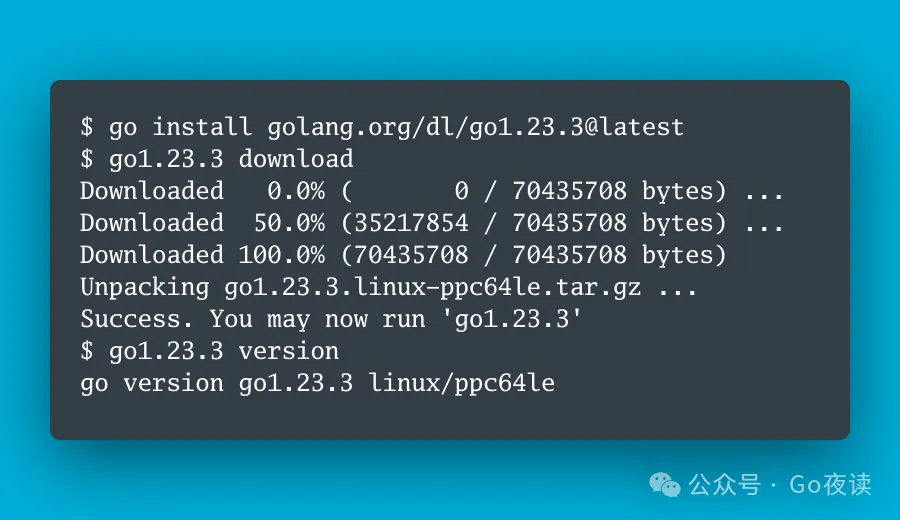 $ go install golang.org/dl/go1.23.3@latest
$ go1.23.3 download
Downloaded   0.0% (       0 / 70435708 bytes) ...
Downloaded  50.0% (35217854 / 70435708 bytes) ...
Downloaded 100.0% (70435708 / 70435708 bytes)
Unpacking go1.23.3.linux-ppc64le.tar.gz ...
Success. You may now run 'go1.23.3'
$ go1.23.3 version
go version go1.23.3 linux/ppc64le
公众号 · Go夜读